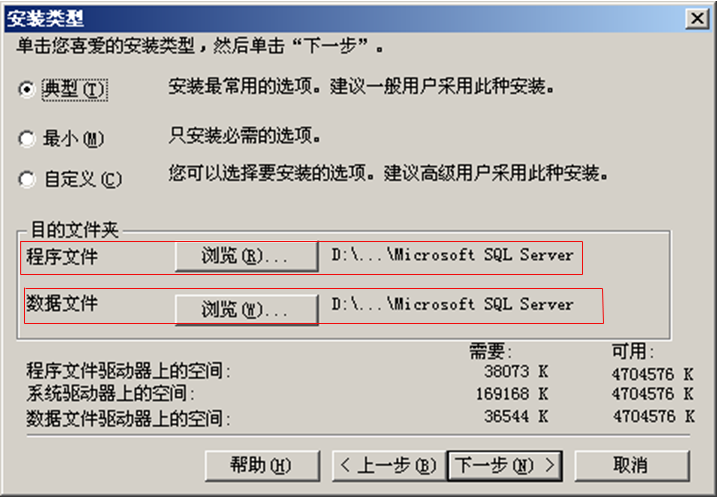 安装类型
单击您喜爱的安装类型，然后单击“下一步”。
典型(T) 安装最常用的选项。建议一般用户采用此种安装。
最小(M) 只安装必需的选项。
自定义(C) 您可以选择要安装的选项。建议高级用户采用此种安装。
目的文件夹
程序文件 浏览(R)... D:\...\Microsoft SQL Server
数据文件 浏览(W)... D:\...\Microsoft SQL Server
需要: 可用:
程序文件驱动器上的空间: 38073 K 4704576 K
系统驱动器上的空间: 169168 K 4704576 K
数据文件驱动器上的空间: 36544 K 4704576 K
帮助(H) < 上一步(B) 下一步(N) > 取消